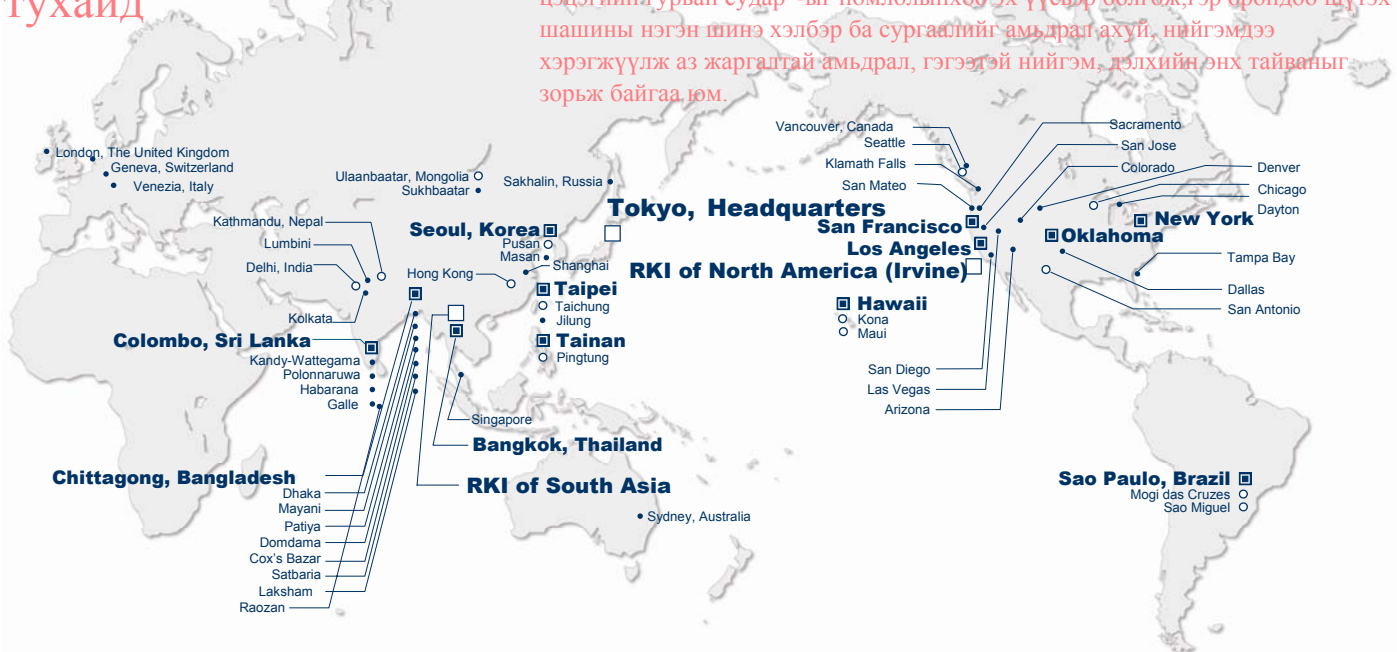 тухайд
шашины нэгэн шинэ хэлбэр ба сургаалийг амьдрал ахуй, нийгэмдээ
хэрэгжүүлж аз жаргалтай амьдрал, гэгээтэй нийгэм, дэлхийн энх тайваныг
зорьж байгаа юм.
Vancouver, Canada
Seattle
Klamath Falls
San Mateo
Sacramento
San Jose
Colorado
Denver
Chicago
Dayton
London, The United Kingdom
Geneva, Switzerland
Venezia, Italy
Ulaanbaatar, Mongolia
Sukhbaatar
Sakhalin, Russia
Tokyo, Headquarters
San Francisco
New York
Los Angeles
Oklahoma
RKI of North America (Irvine)
Tampa Bay
Dallas
San Antonio
Kathmandu, Nepal
Lumbini
Delhi, India
Seoul, Korea
Pusan
Masan
Hong Kong
Shanghai
Taipei
Taichung
Jilung
Tainan
Pingtung
Hawaii
Kona
Maui
Kolkata
Colombo, Sri Lanka
Kandy-Wattegama
Polonnaruwa
Habarana
Galle
San Diego
Las Vegas
Arizona
Singapore
Bangkok, Thailand
Chittagong, Bangladesh
RKI of South Asia
Dhaka
Mayani
Patiya
Domdama
Cox's Bazar
Satbaria
Laksham
Raozan
Sydney, Australia
Sao Paulo, Brazil
Mogi das Cruzes
Sao Miguel